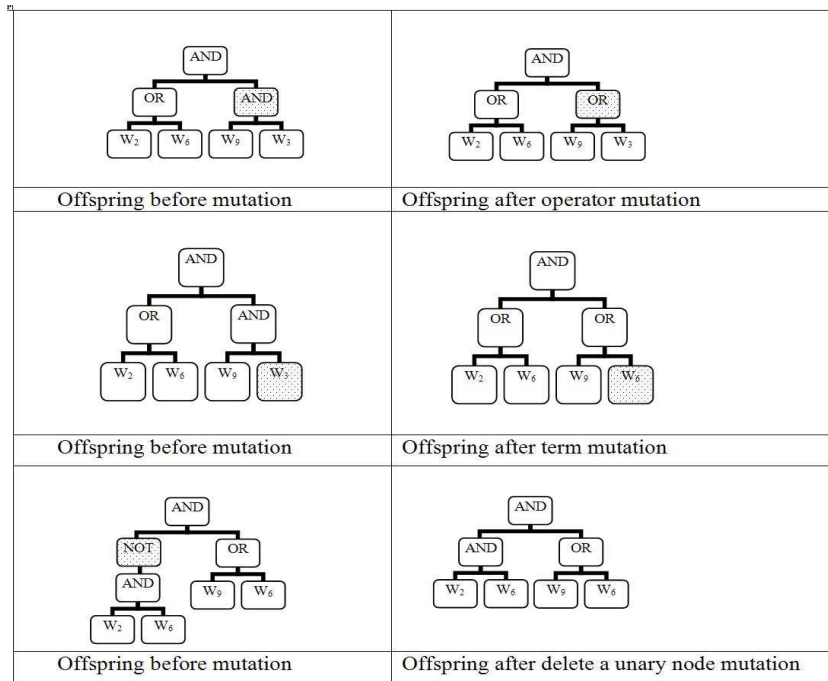 AND
AND
OR
AND
OR
OR
W₂
W₆
W₉
W₃
W₂
W₆
W₉
W₃
Offspring before mutation
Offspring after operator mutation
AND
AND
OR
AND
OR
OR
W₂
W₆
W₉
W₃
W₂
W₆
W₉
W₆
Offspring before mutation
Offspring after term mutation
AND
AND
NOT
OR
AND
OR
AND
W₉
W₆
W₂
W₆
W₉
W₆
W₂
W₆
Offspring before mutation
Offspring after delete a unary node mutation